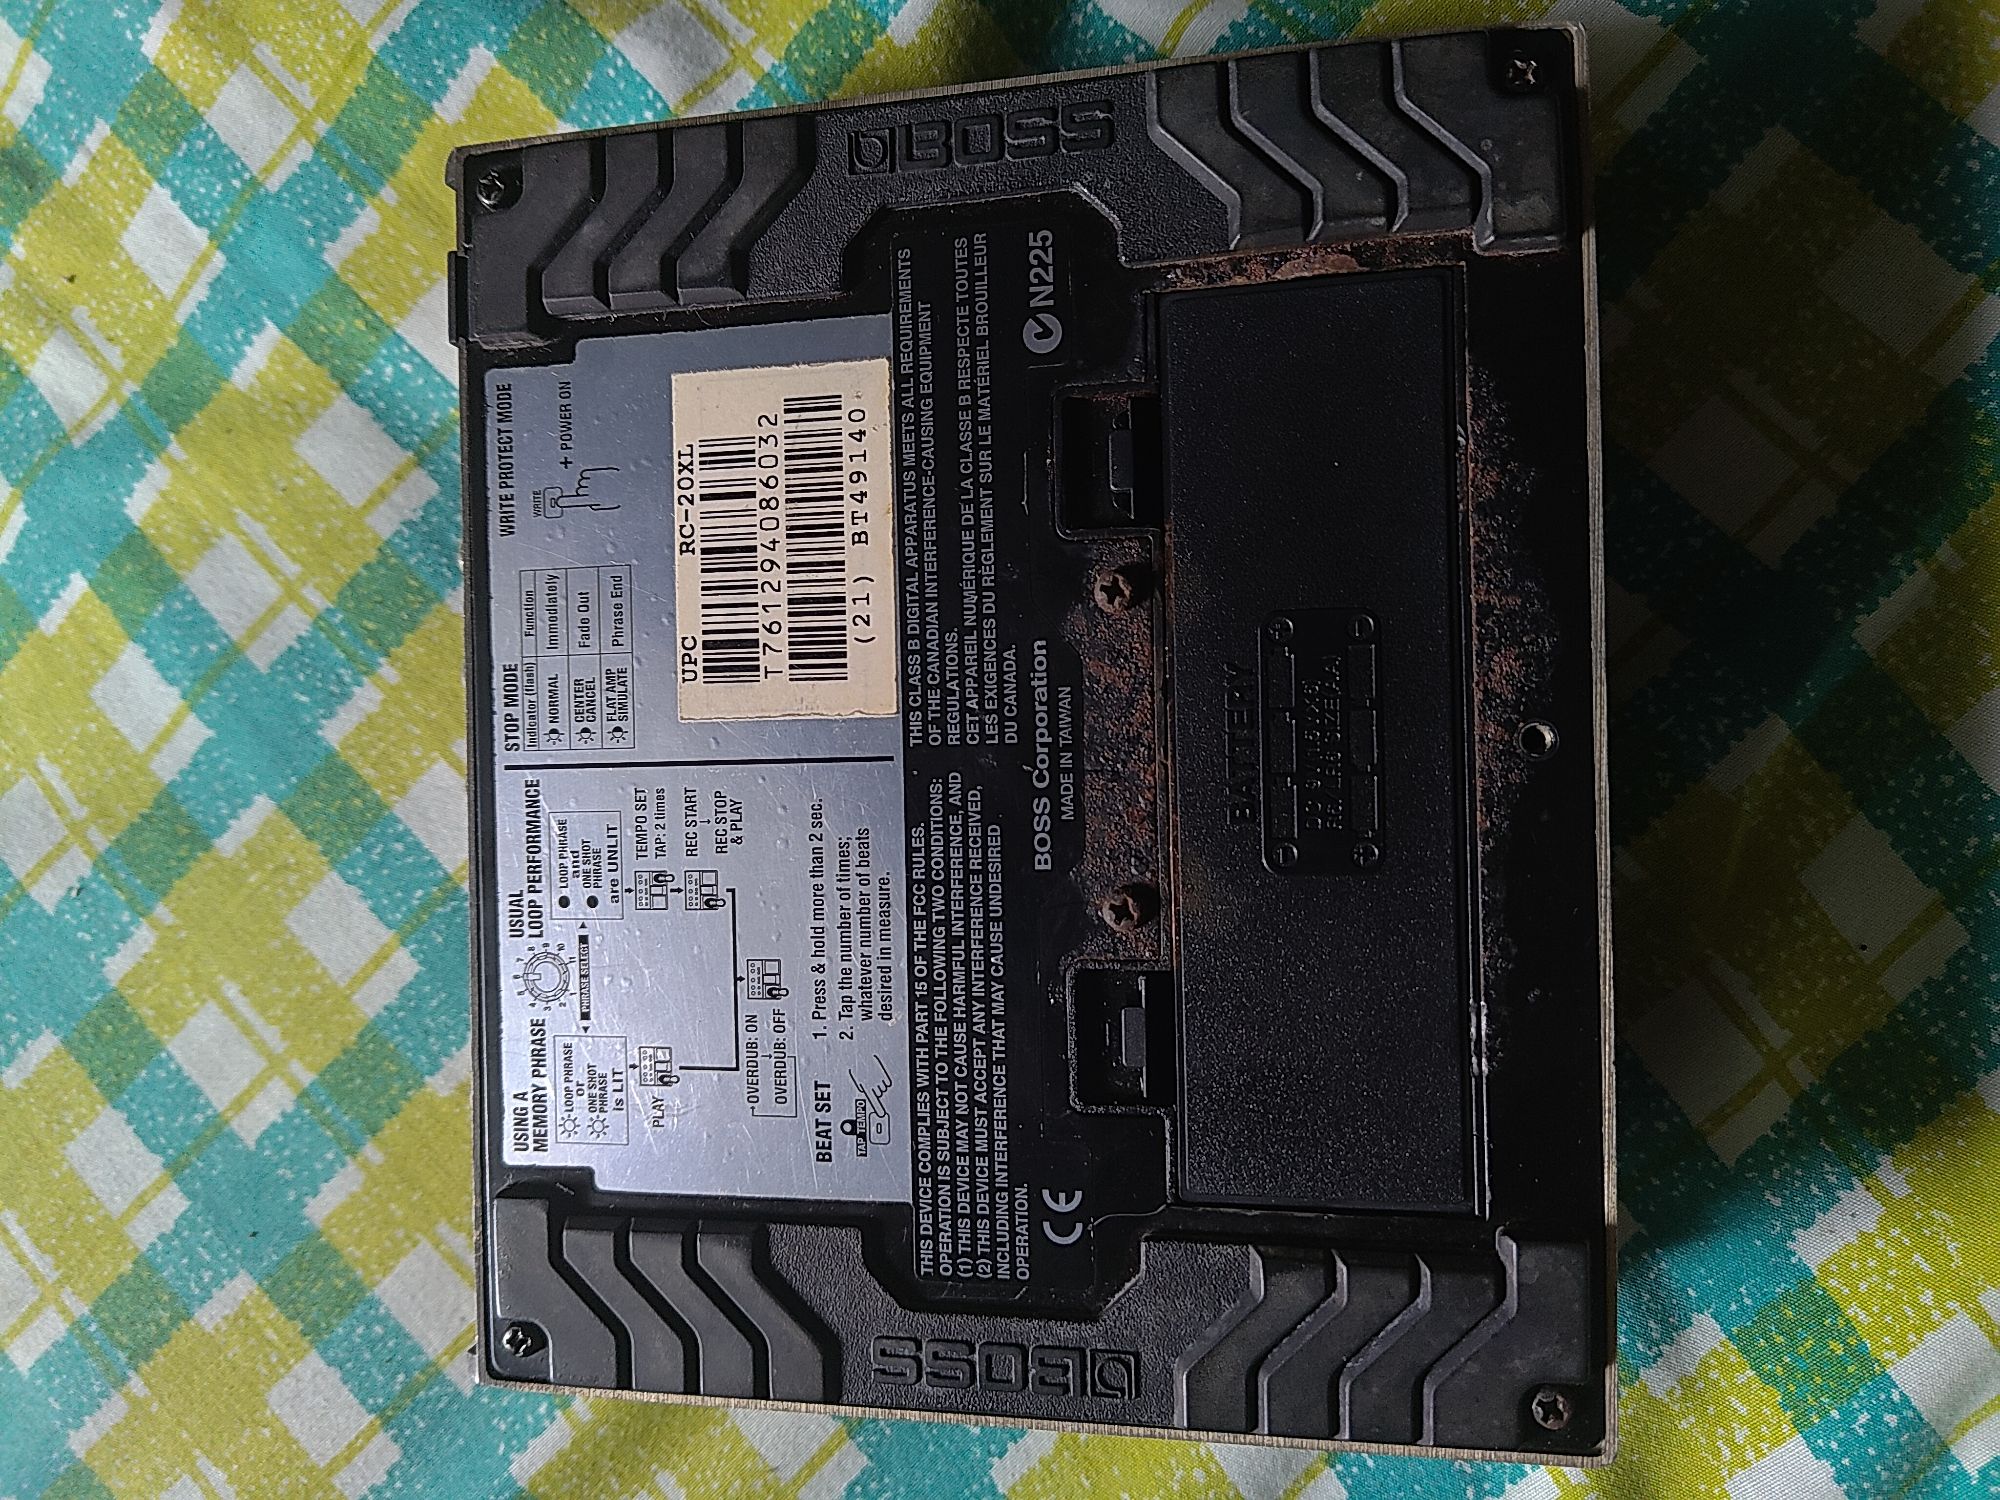 BOSS
USING A
MEMORY PHRASE
USUAL
LOOP PERFORMANCE
LOOP PHRASE
or
ONE SHOT
PHRASE
is LIT
PHRASE SELECT
LOOP PHRASE
and
ONE SHOT
PHRASE
are UNLIT
PLAY
TEMPO SET
TAP: 2 times
REC START
REC STOP
& PLAY
OVERDUB: ON
OVERDUB: OFF
BEAT SET
TAP TEMPO
1. Press & hold more than 2 sec.
2. Tap the number of times;
whatever number of beats
desired in measure.
STOP MODE
Indicator (flash) Function
NORMAL Immediately
CENTER
CANCEL Fade Out
FLAT AMP
SIMULATE Phrase End
WRITE PROTECT MODE
WRITE
+ POWER ON
UPC RC-20XL
T761294086032
(21) BT49140
THIS DEVICE COMPLIES WITH PART 15 OF THE FCC RULES.
OPERATION IS SUBJECT TO THE FOLLOWING TWO CONDITIONS:
(1) THIS DEVICE MAY NOT CAUSE HARMFUL INTERFERENCE, AND
(2) THIS DEVICE MUST ACCEPT ANY INTERFERENCE RECEIVED,
INCLUDING INTERFERENCE THAT MAY CAUSE UNDESIRED
OPERATION.
THIS CLASS B DIGITAL APPARATUS MEETS ALL REQUIREMENTS
OF THE CANADIAN INTERFERENCE-CAUSING EQUIPMENT
REGULATIONS.
CET APPAREIL NUMÉRIQUE DE LA CLASSE B RESPECTE TOUTES
LES EXIGENCES DU RÈGLEMENT SUR LE MATÉRIEL BROUILLEUR
DU CANADA.
CE
BOSS Corporation
MADE IN TAIWAN
N225
BATTERY
BOSS